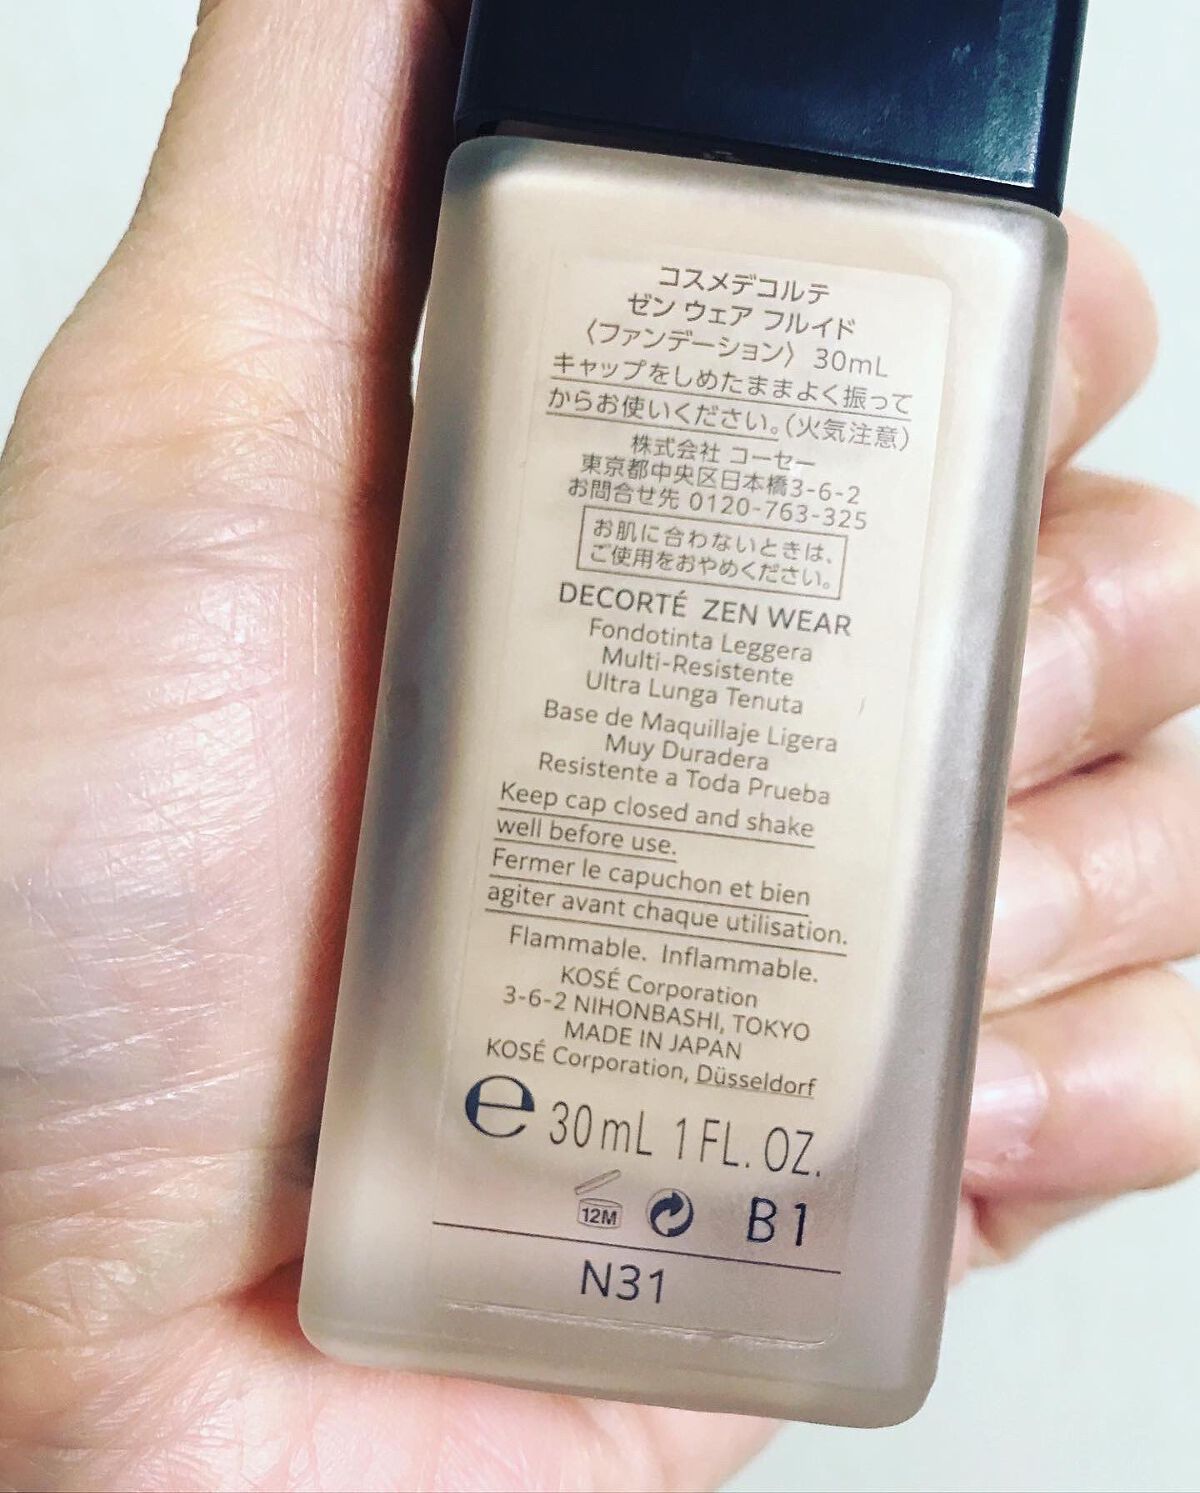 コスメデコルテ
ゼン ウェア フルイド
〈ファンデーション〉 30mL
キャップをしめたままよく振って
からお使いください。(火気注意)
株式会社 コーセー
東京都中央区日本橋3-6-2
お問合せ先 0120-763-325
お肌に合わないときは、
ご使用をおやめください。
DECORTÉ ZEN WEAR
Fondotinta Leggera
Multi-Resistente
Ultra Lunga Tenuta
Base de Maquillaje Ligera
Muy Duradera
Resistente a Toda Prueba
Keep cap closed and shake
well before use.
Fermer le capuchon et bien
agiter avant chaque utilisation.
Flammable. Inflammable.
KOSÉ Corporation
3-6-2 NIHONBASHI, TOKYO
MADE IN JAPAN
KOSÉ Corporation, Düsseldorf
e 30mL 1 FL. OZ.
12M B1
N31